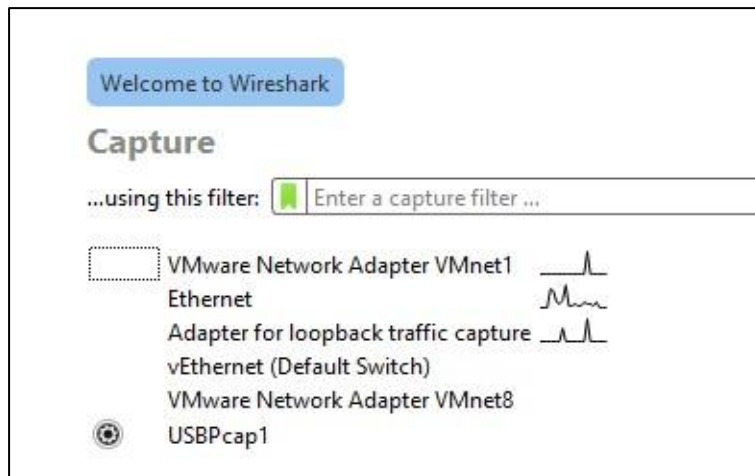 Welcome to Wireshark
Capture
...using this filter: Enter a capture filter ...
VMware Network Adapter VMnet1
Ethernet
Adapter for loopback traffic capture
vEthernet (Default Switch)
VMware Network Adapter VMnet8
USBPcap1